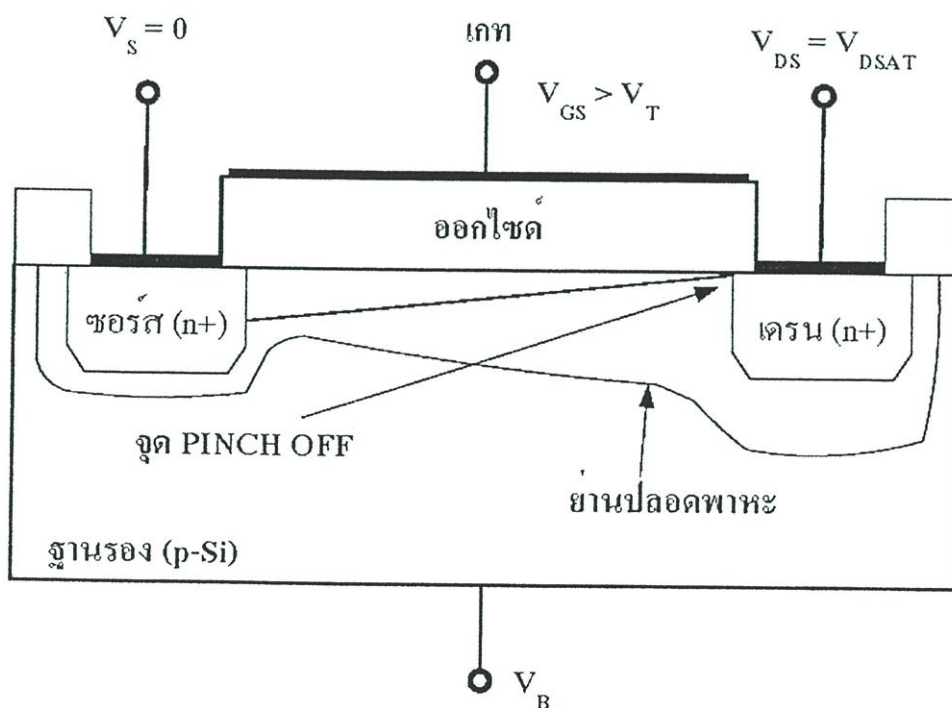 V_S = 0
เกท
V_DS = V_DSAT
V_GS > V_T
ออกไซด์
ซอร์ส (n+)
เดรน (n+)
จุด PINCH OFF
ย่านปลอดพาหะ
ฐานรอง (p-Si)
V_B